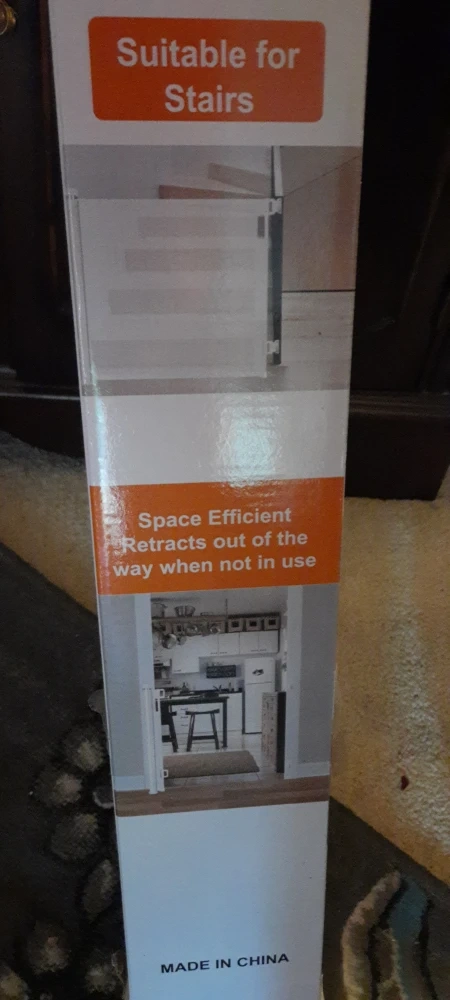 Suitable for
Stairs
Space Efficient
Retracts out of the
way when not in use
MADE IN CHINA